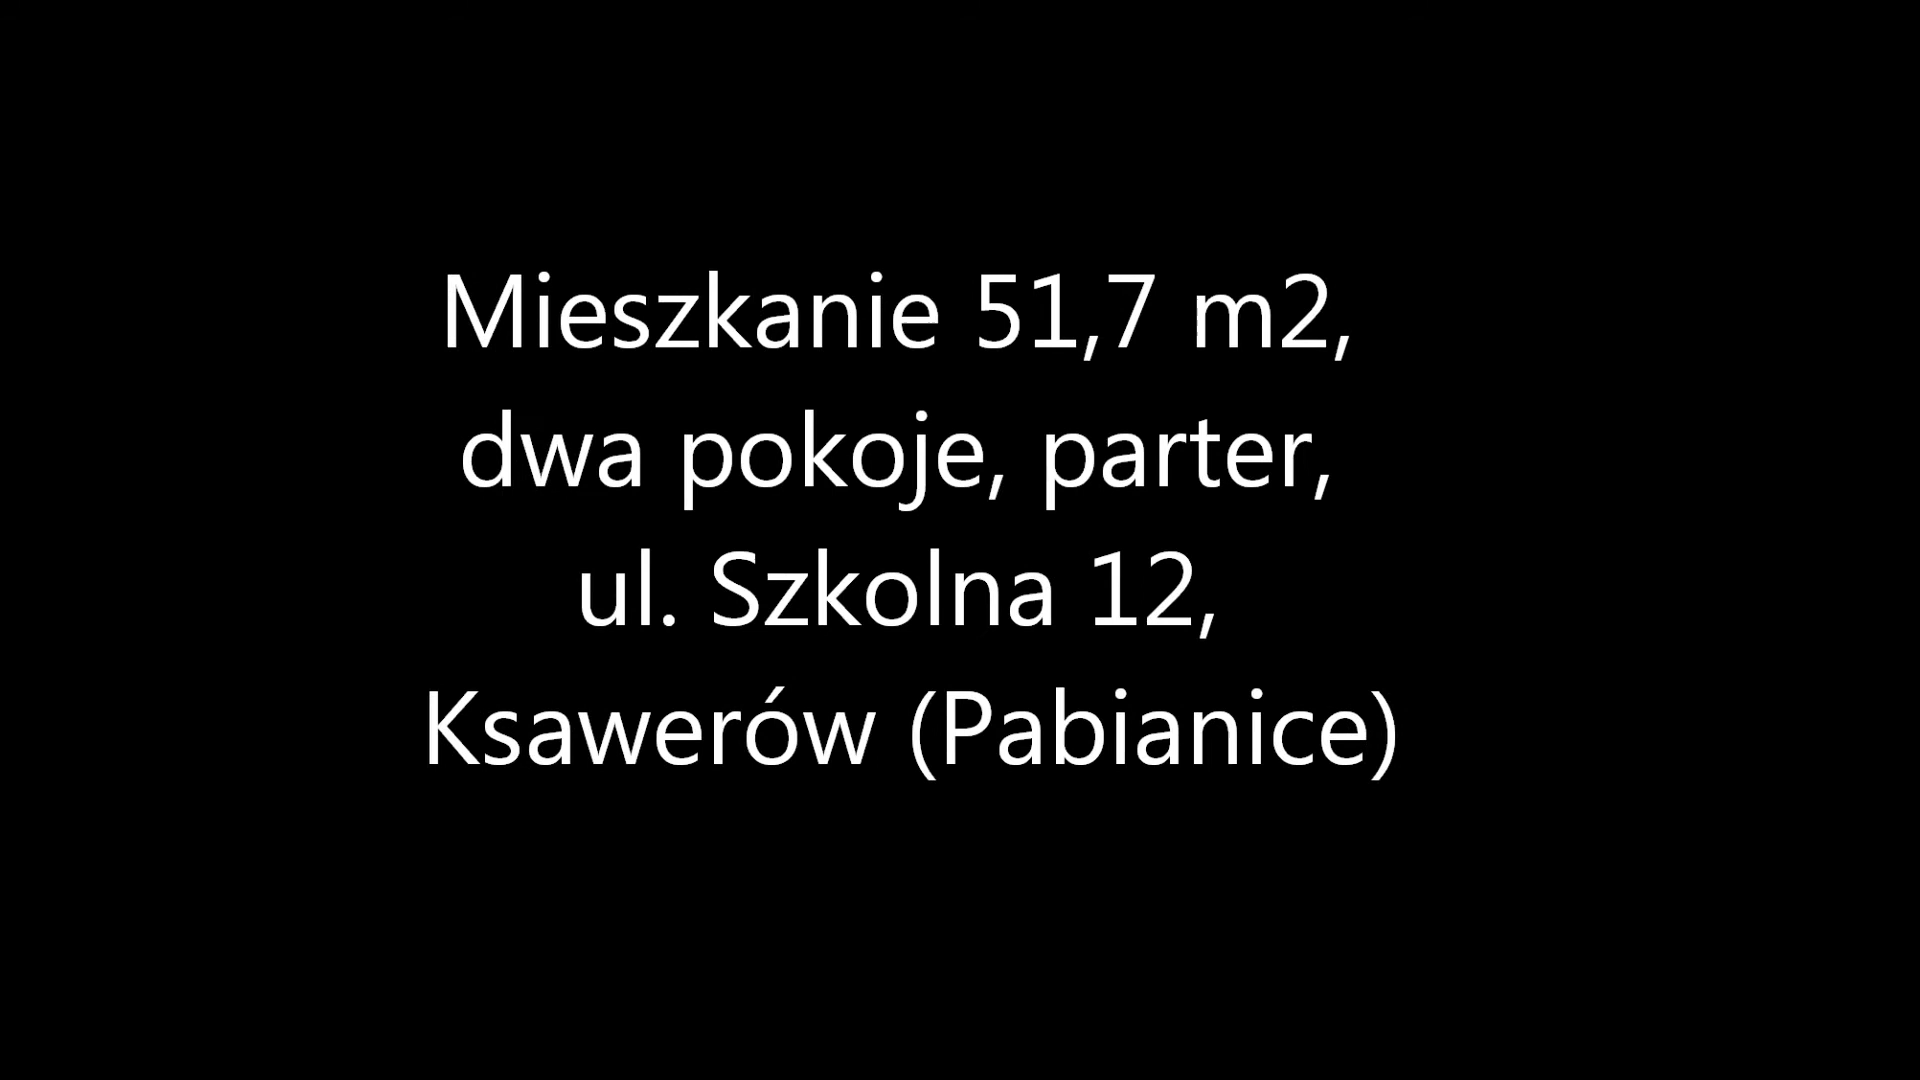 Mieszkanie 51,7 m2,
dwa pokoje, parter,
ul. Szkolna 12,
Ksawerów (Pabianice)